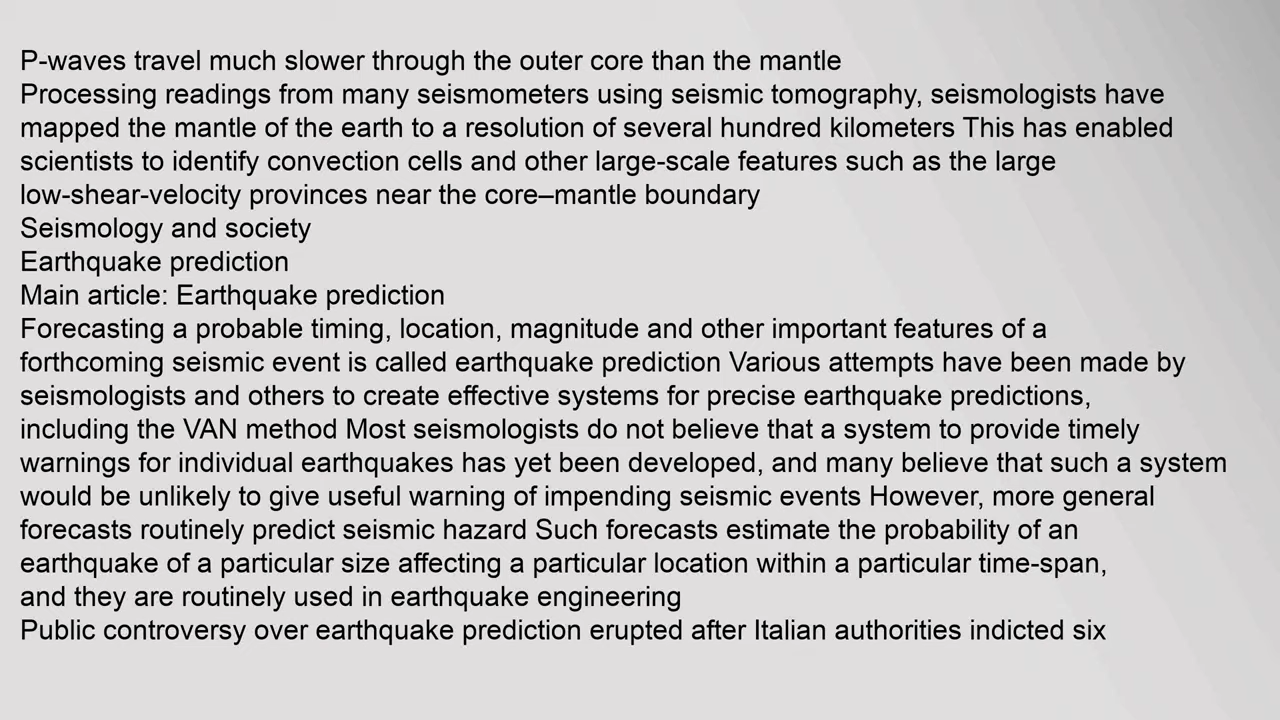 P-waves travel much slower through the outer core than the mantle
Processing readings from many seismometers using seismic tomography, seismologists have
mapped the mantle of the earth to a resolution of several hundred kilometers This has enabled
scientists to identify convection cells and other large-scale features such as the large
low-shear-velocity provinces near the core–mantle boundary
Seismology and society
Earthquake prediction
Main article: Earthquake prediction
Forecasting a probable timing, location, magnitude and other important features of a
forthcoming seismic event is called earthquake prediction Various attempts have been made by
seismologists and others to create effective systems for precise earthquake predictions,
including the VAN method Most seismologists do not believe that a system to provide timely
warnings for individual earthquakes has yet been developed, and many believe that such a system
would be unlikely to give useful warning of impending seismic events However, more general
forecasts routinely predict seismic hazard Such forecasts estimate the probability of an
earthquake of a particular size affecting a particular location within a particular time-span,
and they are routinely used in earthquake engineering
Public controversy over earthquake prediction erupted after Italian authorities indicted six